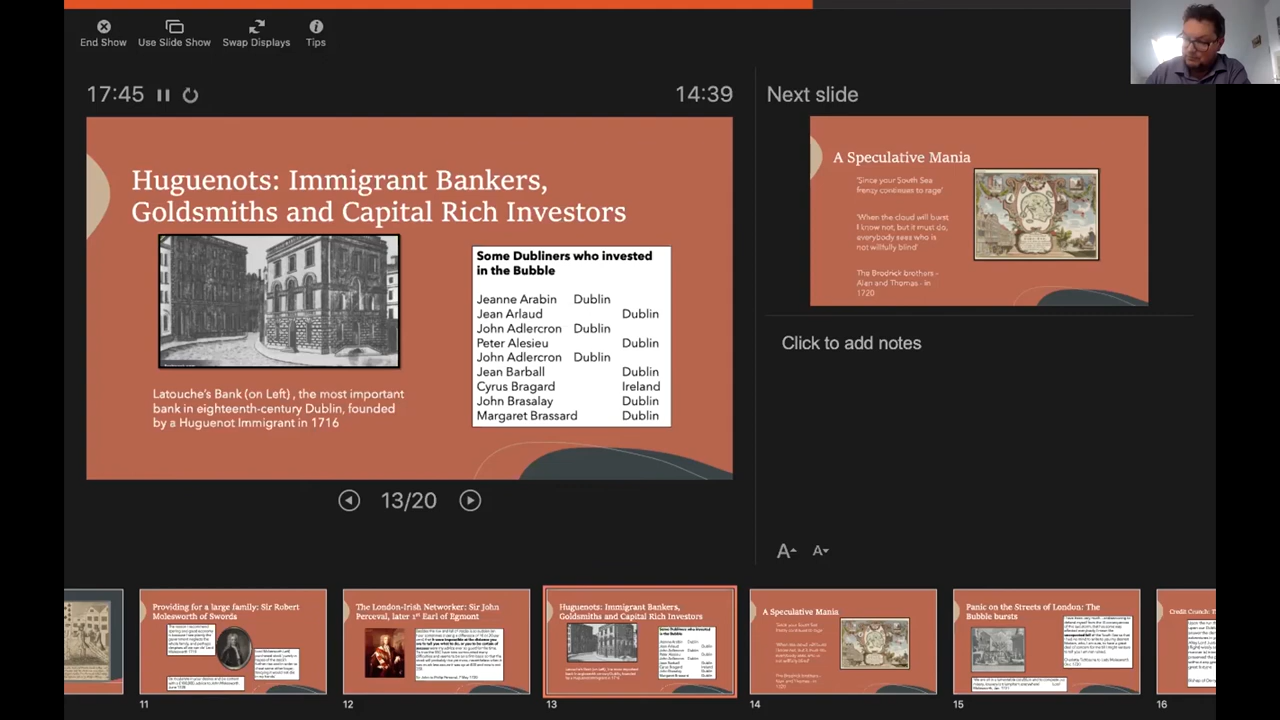 End Show
Use Slide Show
Swap Displays
Tips
17:45
14:39
Next slide
Huguenots: Immigrant Bankers,
Goldsmiths and Capital Rich Investors
Some Dubliners who invested
in the Bubble
Jeanne Arabin Dublin
Jean Arlaud Dublin
John Adlercron Dublin
Peter Alesieu Dublin
John Adlercron Dublin
Jean Barball Dublin
Cyrus Bragard Ireland
John Brasalay Dublin
Margaret Brassard Dublin
Latouche's Bank (on Left) , the most important
bank in eighteenth-century Dublin, founded
by a Huguenot Immigrant in 1716
A Speculative Mania
'Since your South Sea
frenzy continues to rage'
'When the cloud will burst
I know not, but it must do,
everybody sees who is
not willfully blind'
The Brodrick brothers -
Alan and Thomas - in
1720
Click to add notes
13/20
A
A
Providing for a large family: Sir Robert
Molesworth of Swords
11
The London-Irish Networker: Sir John
Perceval, later 1st Earl of Egmont
12
Huguenots: Immigrant Bankers,
Goldsmiths and Capital Rich Investors
13
A Speculative Mania
14
Panic on the Streets of London: The
Bubble bursts
15
Credit Crunch:
16